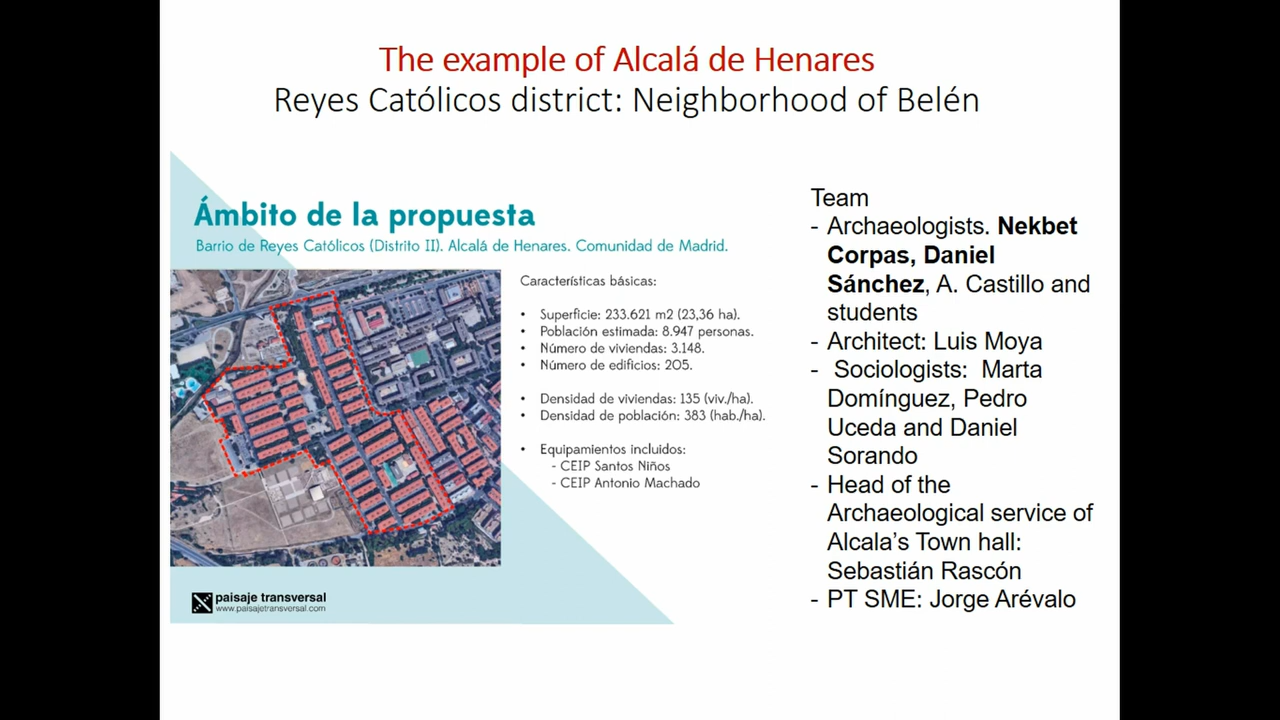 The example of Alcalá de Henares
Reyes Católicos district: Neighborhood of Belén
Ámbito de la propuesta
Barrio de Reyes Católicos (Distrito II). Alcalá de Henares. Comunidad de Madrid.
Características básicas:
• Superficie: 233.621 m2 (23,36 ha).
• Población estimada: 8.947 personas.
• Número de viviendas: 3.148.
• Número de edificios: 205.
• Densidad de viviendas: 135 (viv./ha).
• Densidad de población: 383 (hab./ha).
• Equipamientos incluidos:
- CEIP Santos Niños
- CEIP Antonio Machado
paisaje transversal
www.paisajetransversal.com
Team
- Archaeologists. Nekbet
Corpas, Daniel
Sánchez, A. Castillo and
students
- Architect: Luis Moya
- Sociologists: Marta
Domínguez, Pedro
Uceda and Daniel
Sorando
- Head of the
Archaeological service of
Alcala’s Town hall:
Sebastián Rascón
- PT SME: Jorge Arévalo